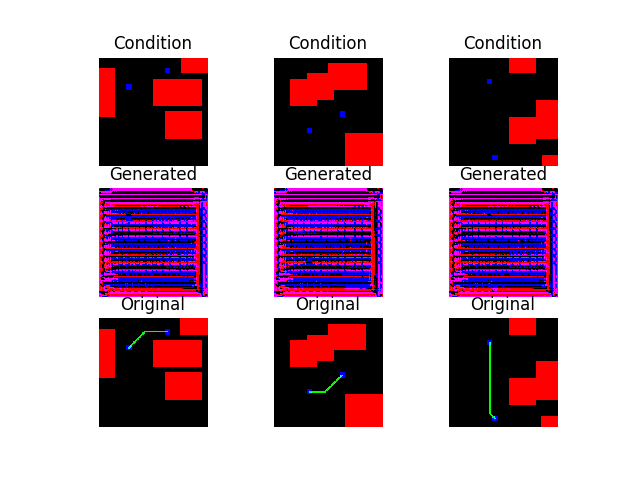 Condition Condition Condition
Generated Generated Generated
Original Original Original